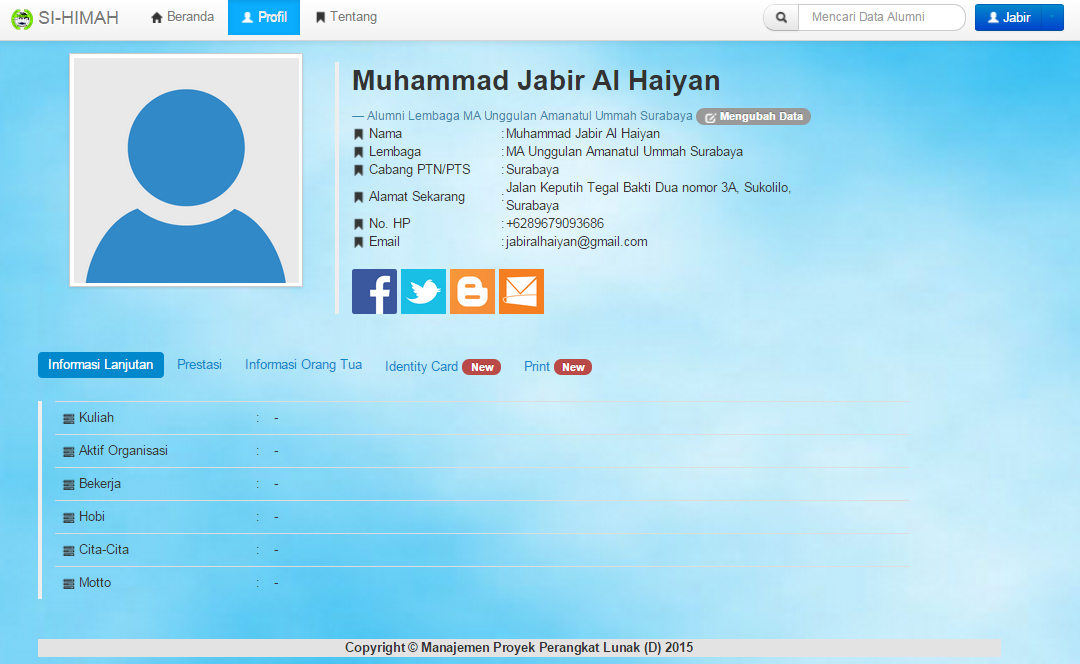 SI-HIMAH Beranda Profil Tentang Mencari Data Alumni Jabir
Muhammad Jabir Al Haiyan
— Alumni Lembaga MA Unggulan Amanatul Ummah Surabaya Mengubah Data
Nama : Muhammad Jabir Al Haiyan
Lembaga : MA Unggulan Amanatul Ummah Surabaya
Cabang PTN/PTS : Surabaya
Alamat Sekarang : Jalan Keputih Tegal Bakti Dua nomor 3A, Sukolilo,
Surabaya
No. HP : +6289679093686
Email : jabiralhaiyan@gmail.com
Informasi Lanjutan Prestasi Informasi Orang Tua Identity Card New Print New
Kuliah : -
Aktif Organisasi : -
Bekerja : -
Hobi : -
Cita-Cita : -
Motto : -
Copyright © Manajemen Proyek Perangkat Lunak (D) 2015